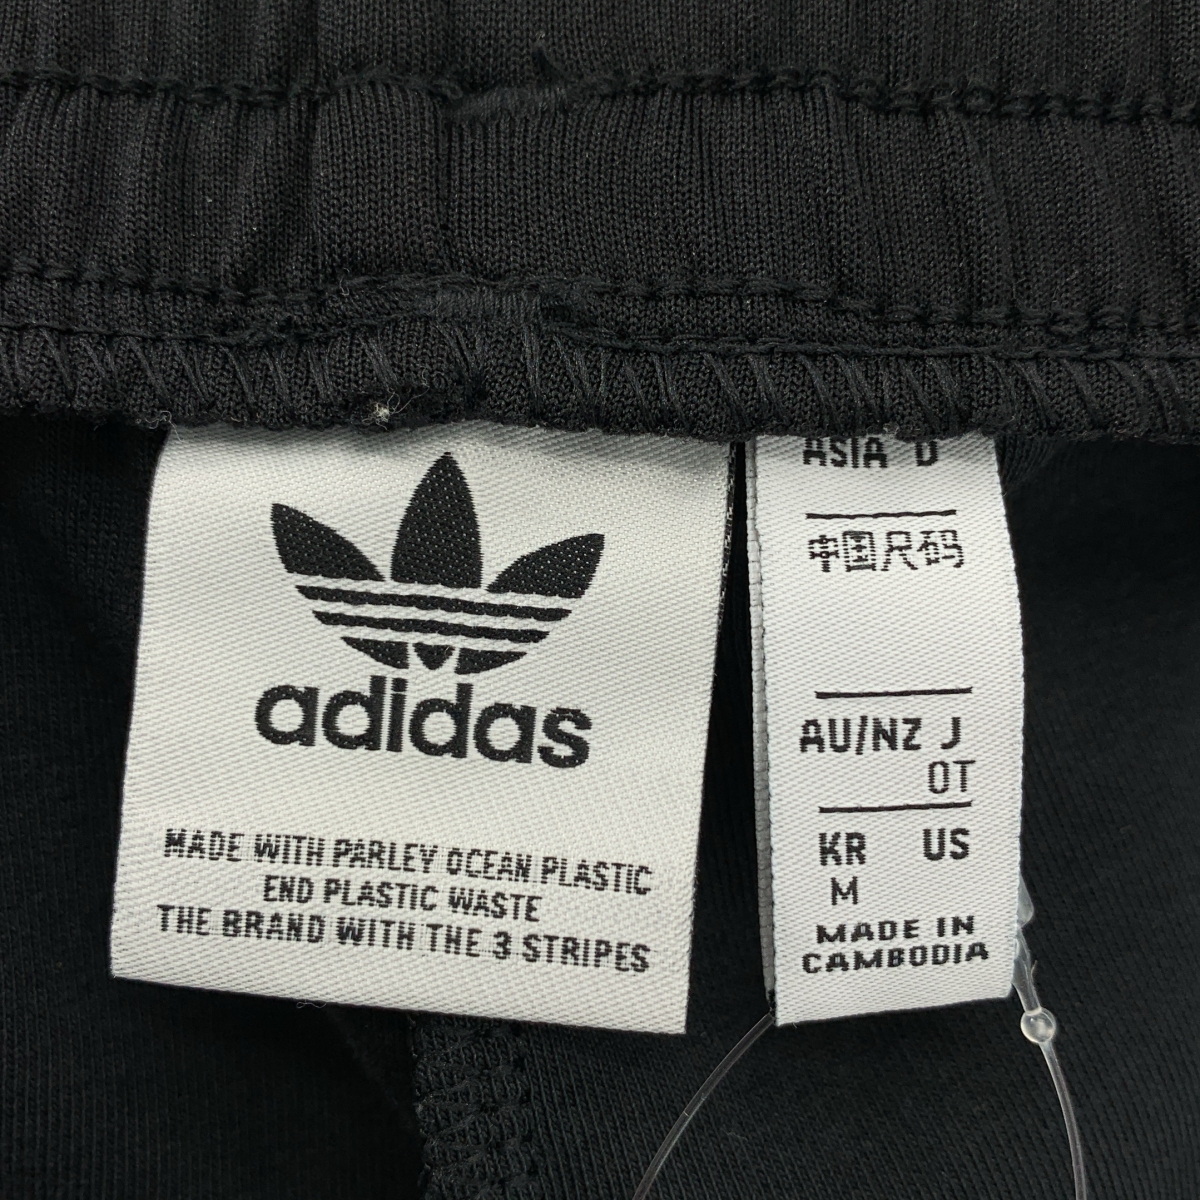 adidas
MADE WITH PARLEY OCEAN PLASTIC
END PLASTIC WASTE
THE BRAND WITH THE 3 STRIPES
ASIA D
中国尺码
AU/NZ J
OT
KR US
M
MADE IN
CAMBODIA